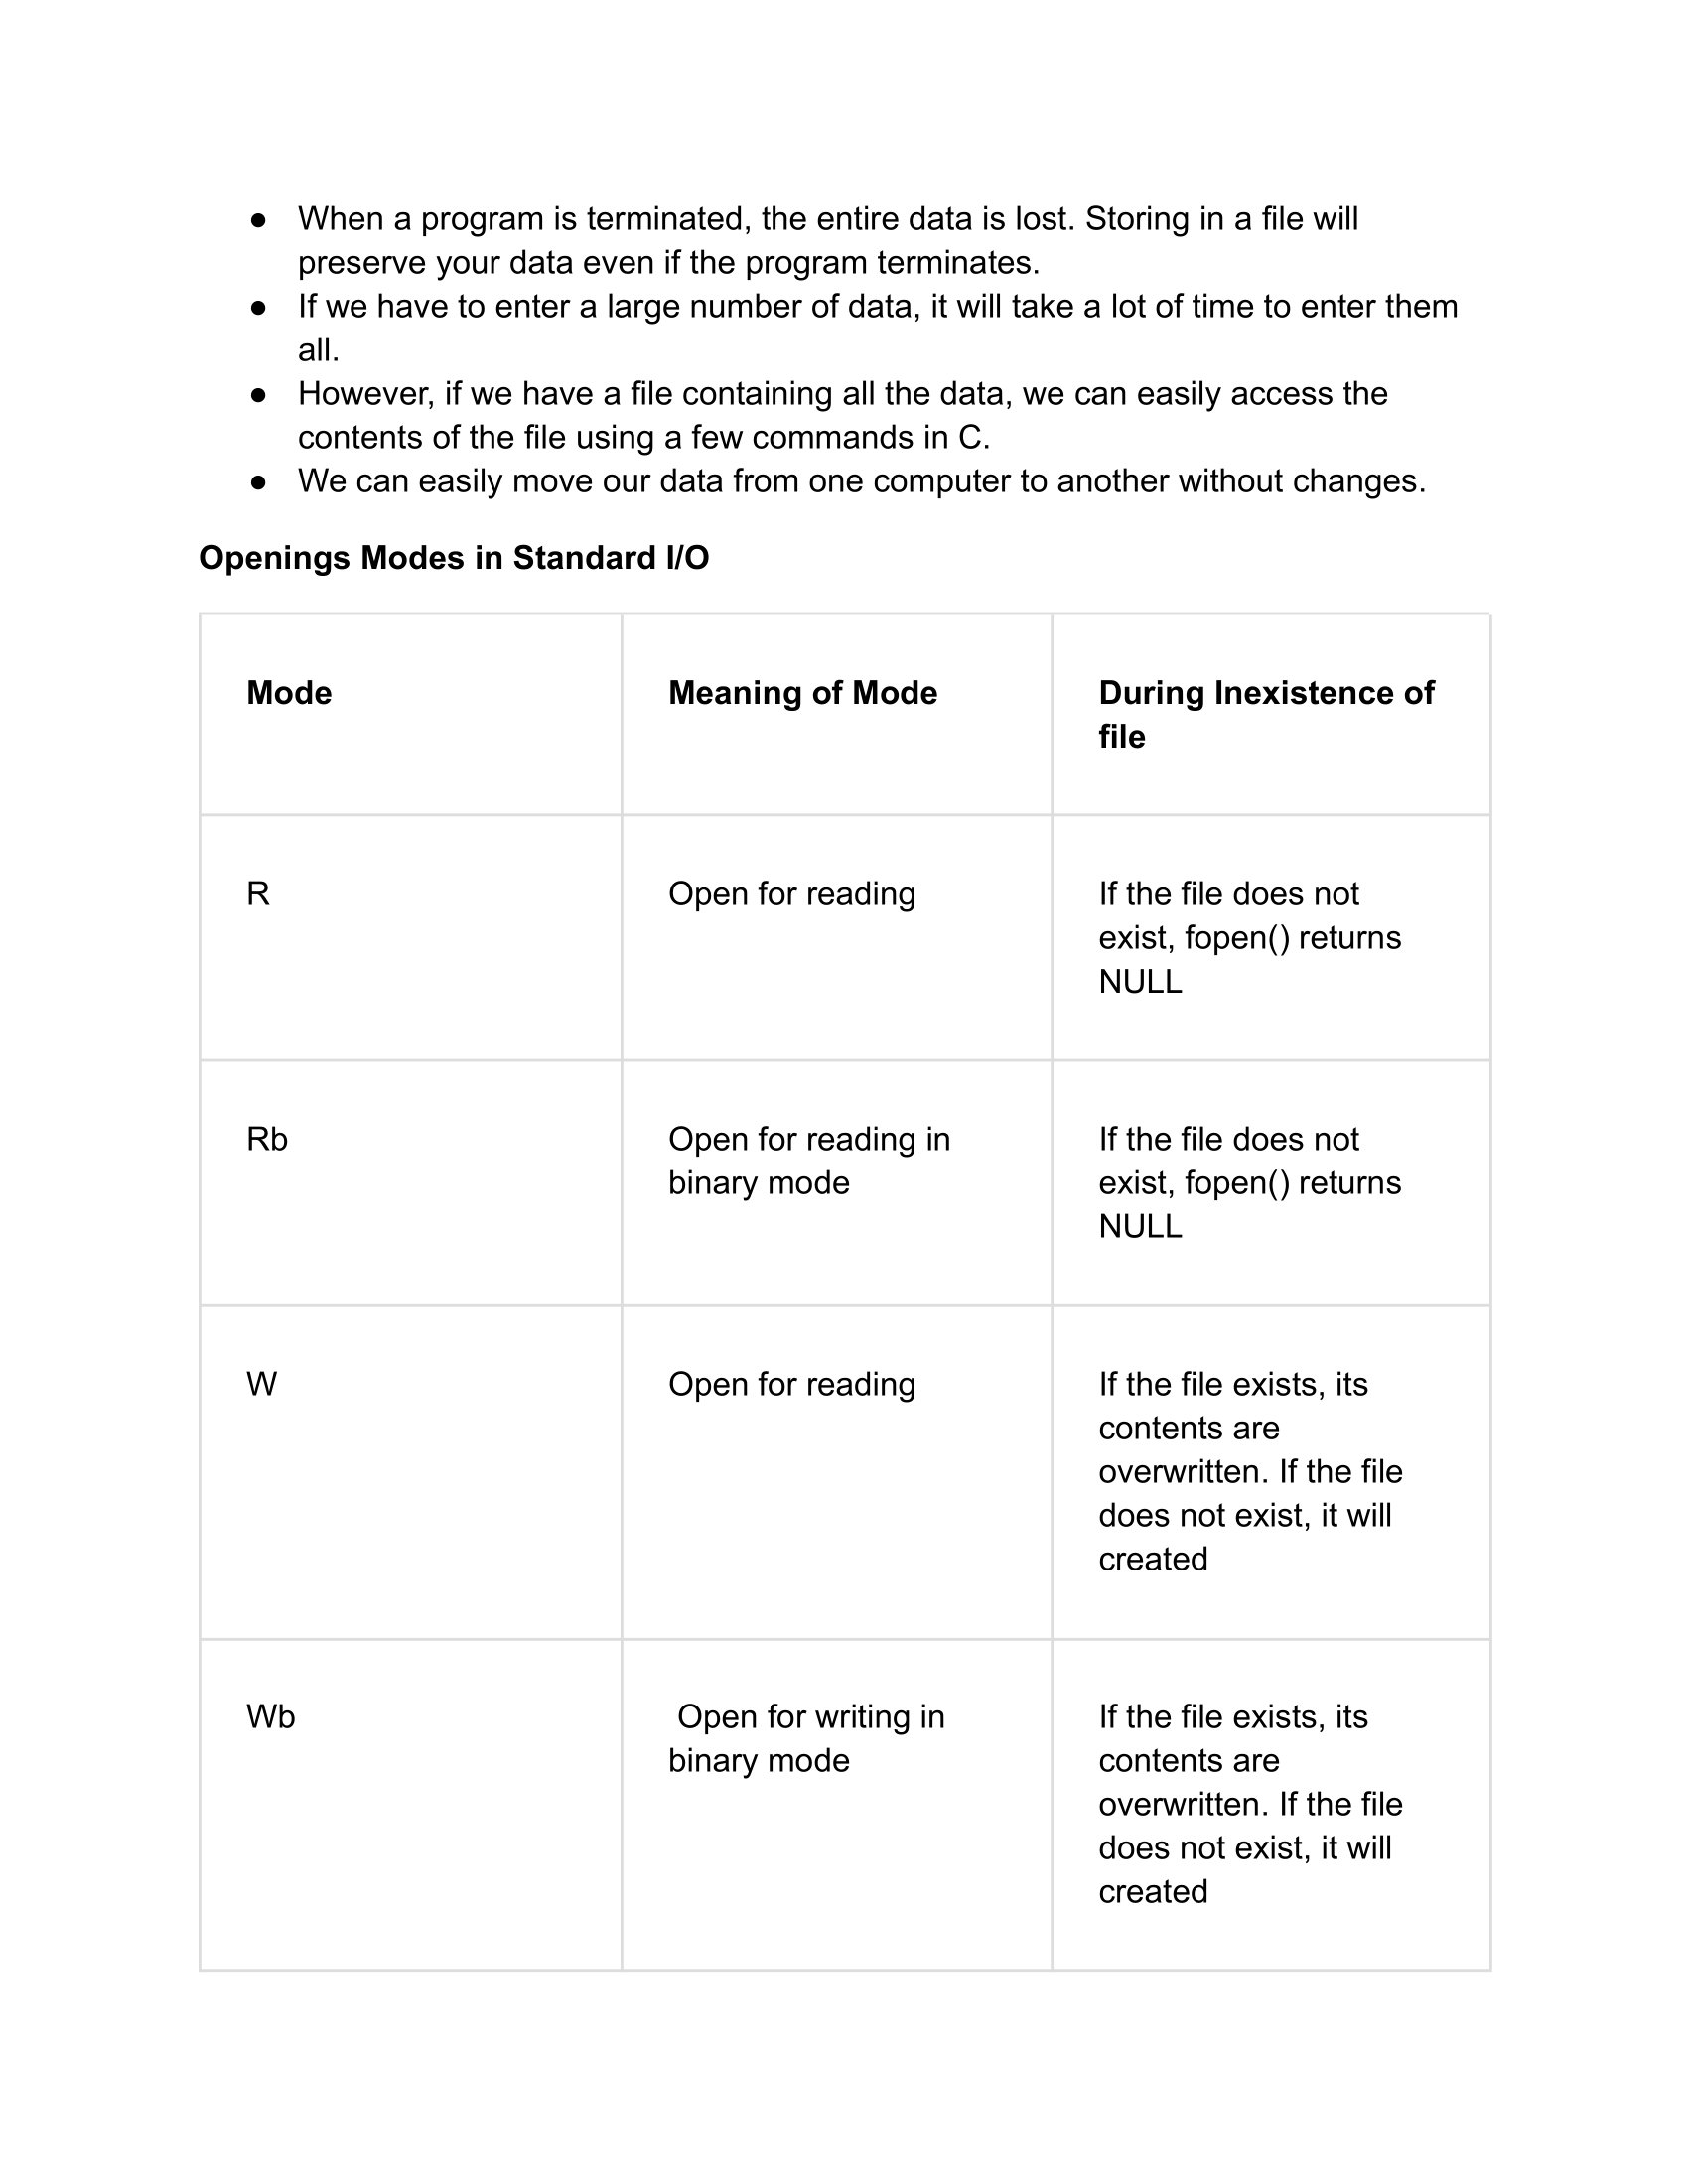 ● When a program is terminated, the entire data is lost. Storing in a file will
preserve your data even if the program terminates.
● If we have to enter a large number of data, it will take a lot of time to enter them
all.
● However, if we have a file containing all the data, we can easily access the
contents of the file using a few commands in C.
● We can easily move our data from one computer to another without changes.
Openings Modes in Standard I/O
Mode
Meaning of Mode
During Inexistence of
file
R
Open for reading
If the file does not
exist, fopen() returns
NULL
Rb
Open for reading in
binary mode
If the file does not
exist, fopen() returns
NULL
W
Open for reading
If the file exists, its
contents are
overwritten. If the file
does not exist, it will
created
Wb
Open for writing in
binary mode
If the file exists, its
contents are
overwritten. If the file
does not exist, it will
created